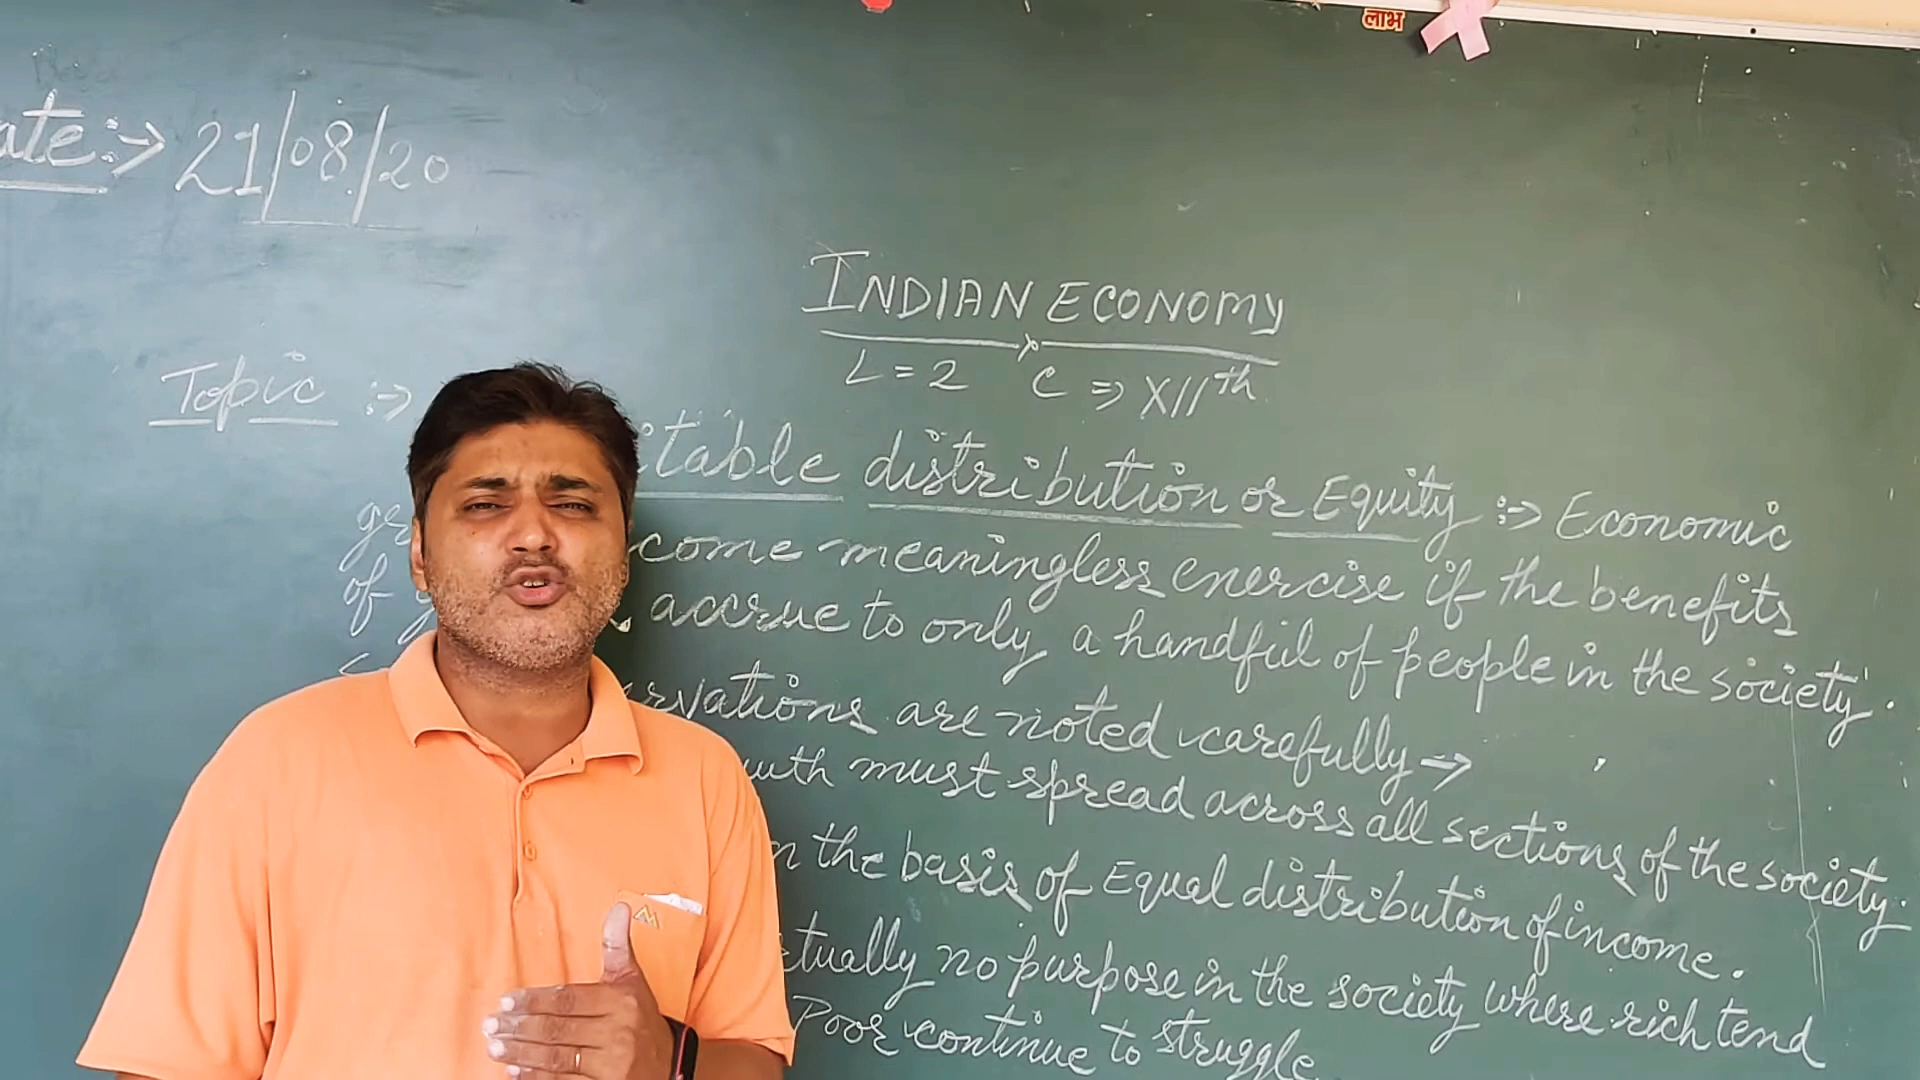 लाभ
ate :-> 21/08/20
INDIAN ECONOMY
L = 2 C => XIIth
Topic :->
itable distribution or Equity :-> Economic
come meaningless enercise if the benefits
of accrue to only a handful of people in the society.
rvations are noted carefully ->
wth must spread across all sections of the society.
n the basis of Equal distribution of income.
tually no purpose in the society where rich tend
Poor continue to struggle